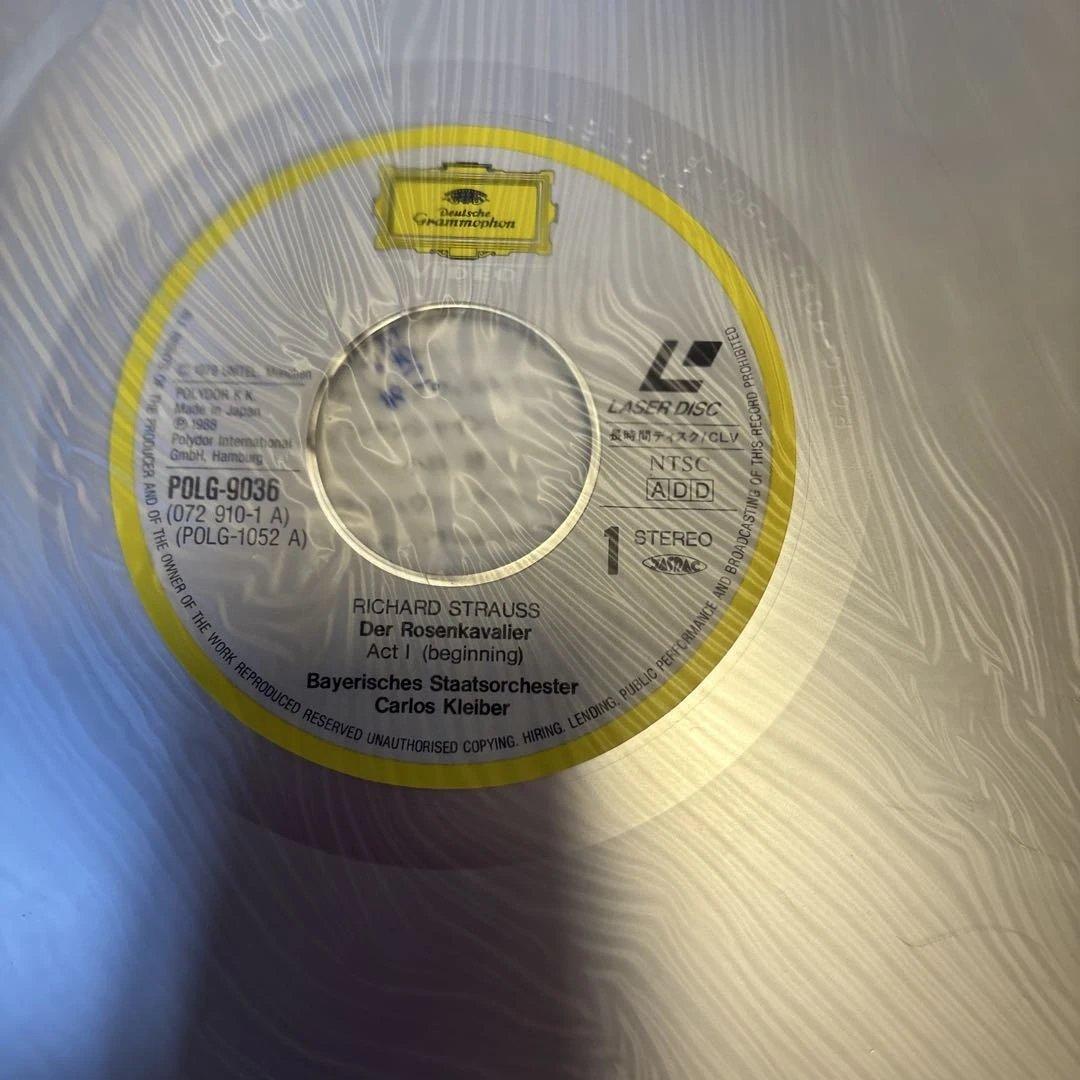 Deutsche
Grammophon
VIDEO
© 1979 UNITEL, München
POLYDOR K.K.
Made in Japan
℗ 1988
Polydor International
GmbH, Hamburg
POLG-9036
(072 910-1 A)
(POLG-1052 A)
LASER DISC
長時間ディスク/CLV
NTSC
ADD
1 STEREO
JASRAC
RICHARD STRAUSS
Der Rosenkavalier
Act I (beginning)
Bayerisches Staatsorchester
Carlos Kleiber
OF THE PRODUCER AND OF THE OWNER OF THE WORK REPRODUCED RESERVED UNAUTHORISED COPYING. HIRING. LENDING. PUBLIC PERFORMANCE AND BROADCASTING OF THIS RECORD PROHIBITED